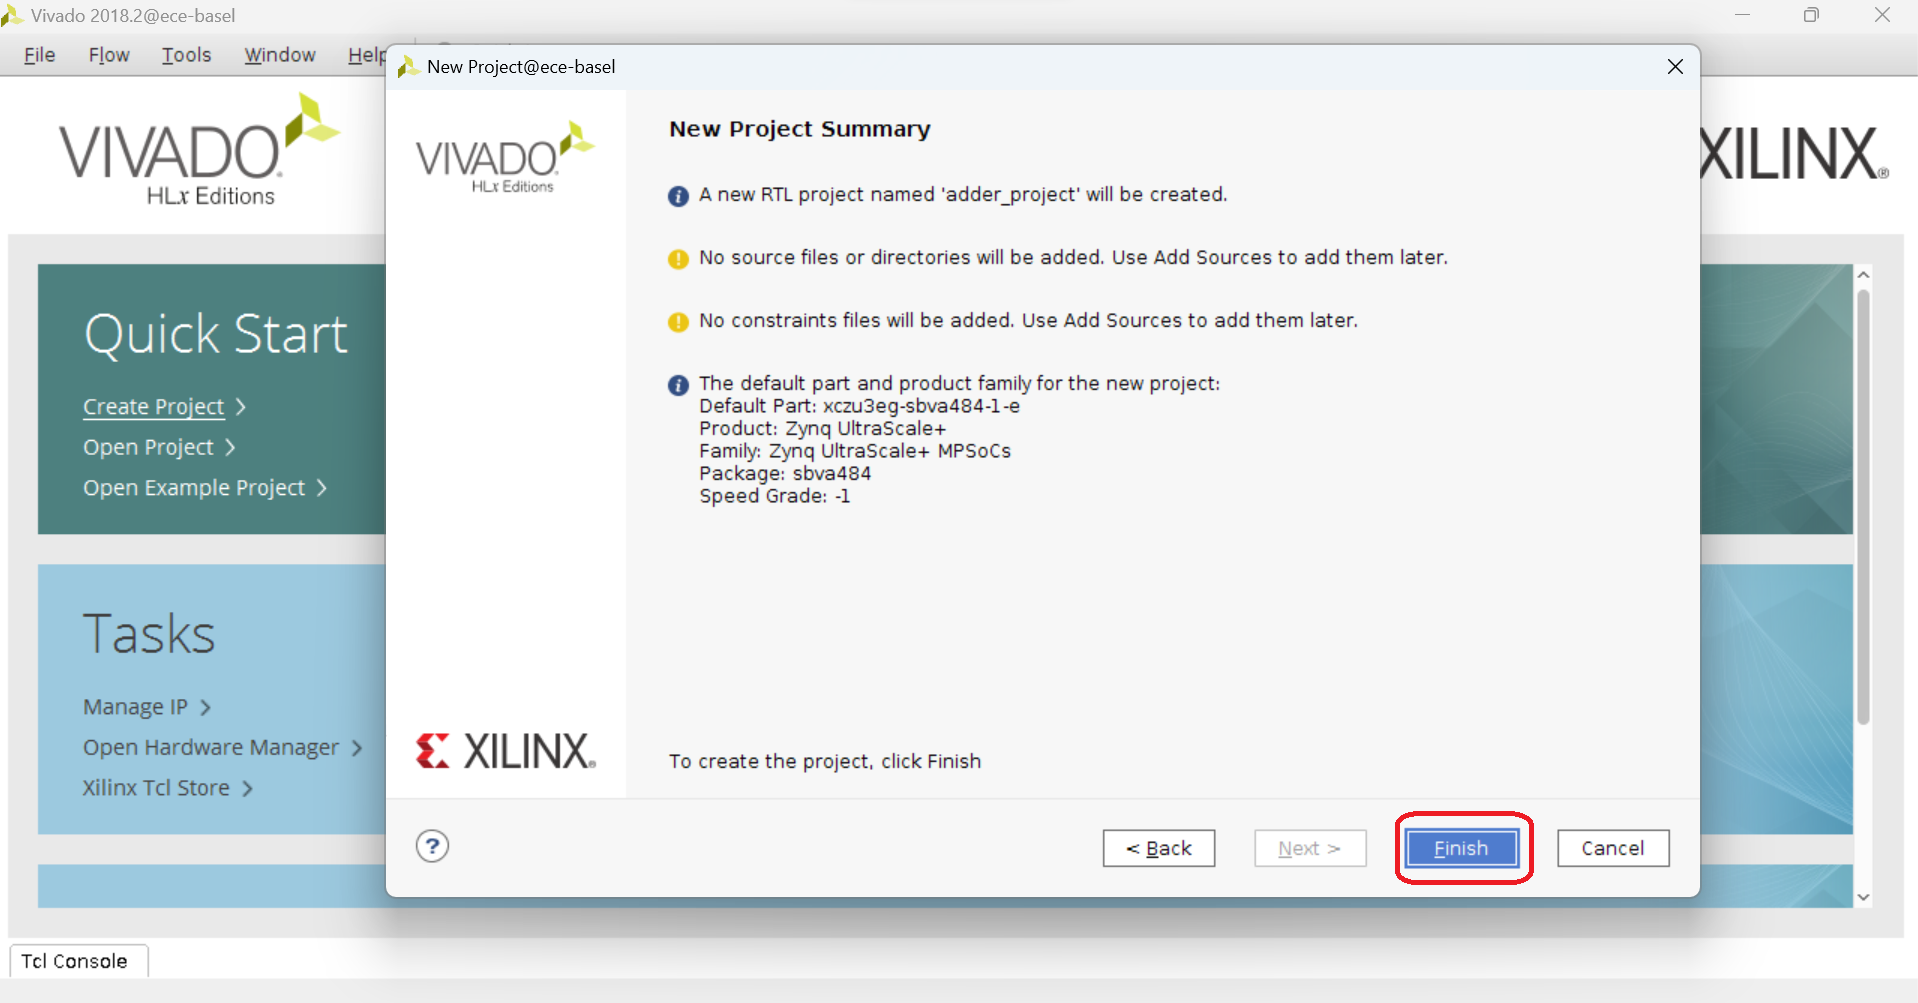 Vivado 2018.2@ece-basel
File Flow Tools Window Help
New Project@ece-basel
VIVADO.
HLx Editions
VIVADO.
HLx Editions
XILINX®
New Project Summary
A new RTL project named 'adder_project' will be created.
No source files or directories will be added. Use Add Sources to add them later.
No constraints files will be added. Use Add Sources to add them later.
The default part and product family for the new project:
Default Part: xczu3eg-sbva484-1-e
Product: Zynq UltraScale+
Family: Zynq UltraScale+ MPSoCs
Package: sbva484
Speed Grade: -1
Quick Start
Create Project >
Open Project >
Open Example Project >
Tasks
Manage IP >
Open Hardware Manager >
Xilinx Tcl Store >
XILINX®
To create the project, click Finish
?
< Back
Next >
Finish
Cancel
Tcl Console